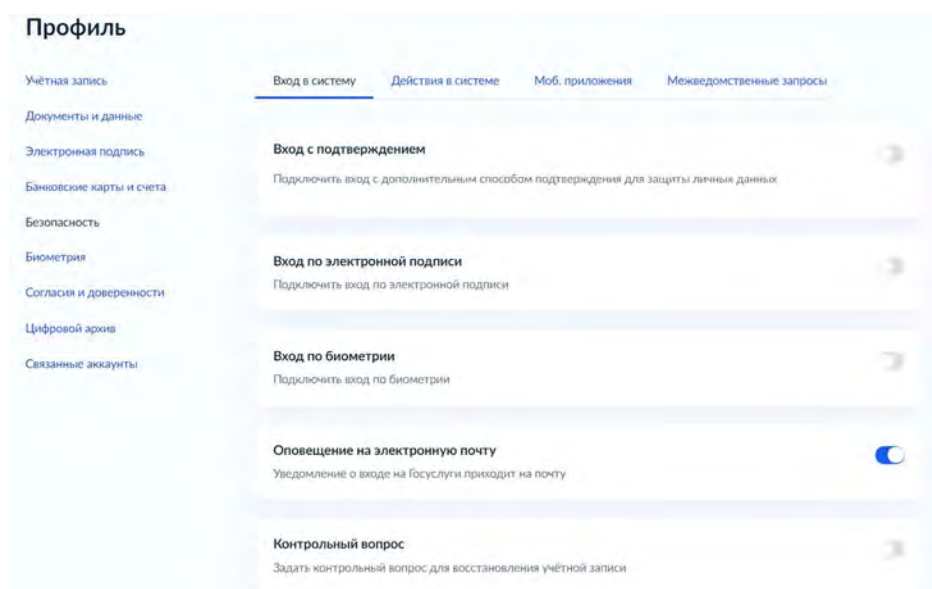 Профиль
Учётная запись
Документы и данные
Электронная подпись
Банковские карты и счета
Безопасность
Биометрия
Согласия и доверенности
Цифровой архив
Связанные аккаунты
Вход в систему Действия в системе Моб. приложения Межведомственные запросы
Вход с подтверждением
Подключить вход с дополнительным способом подтверждения для защиты личных данных
Вход по электронной подписи
Подключить вход по электронной подписи
Вход по биометрии
Подключить вход по биометрии
Оповещение на электронную почту
Уведомление о входе на Госуслуги приходит на почту
Контрольный вопрос
Задать контрольный вопрос для восстановления учётной записи